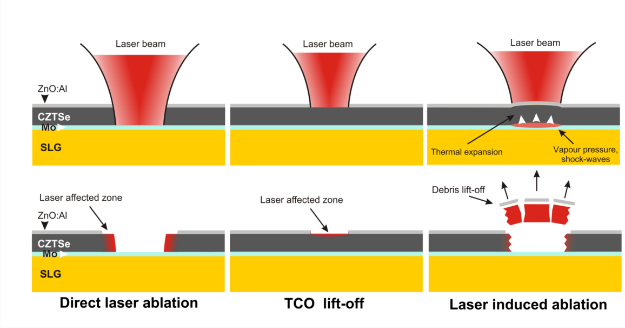 Laser beam
Laser beam
Laser beam
ZnO:Al
CZTSe
Mo
SLG
Thermal expansion
Vapour pressure,
shock-waves
Laser affected zone
Laser affected zone
Debris lift-off
ZnO:Al
CZTSe
Mo
SLG
Direct laser ablation
TCO lift-off
Laser induced ablation